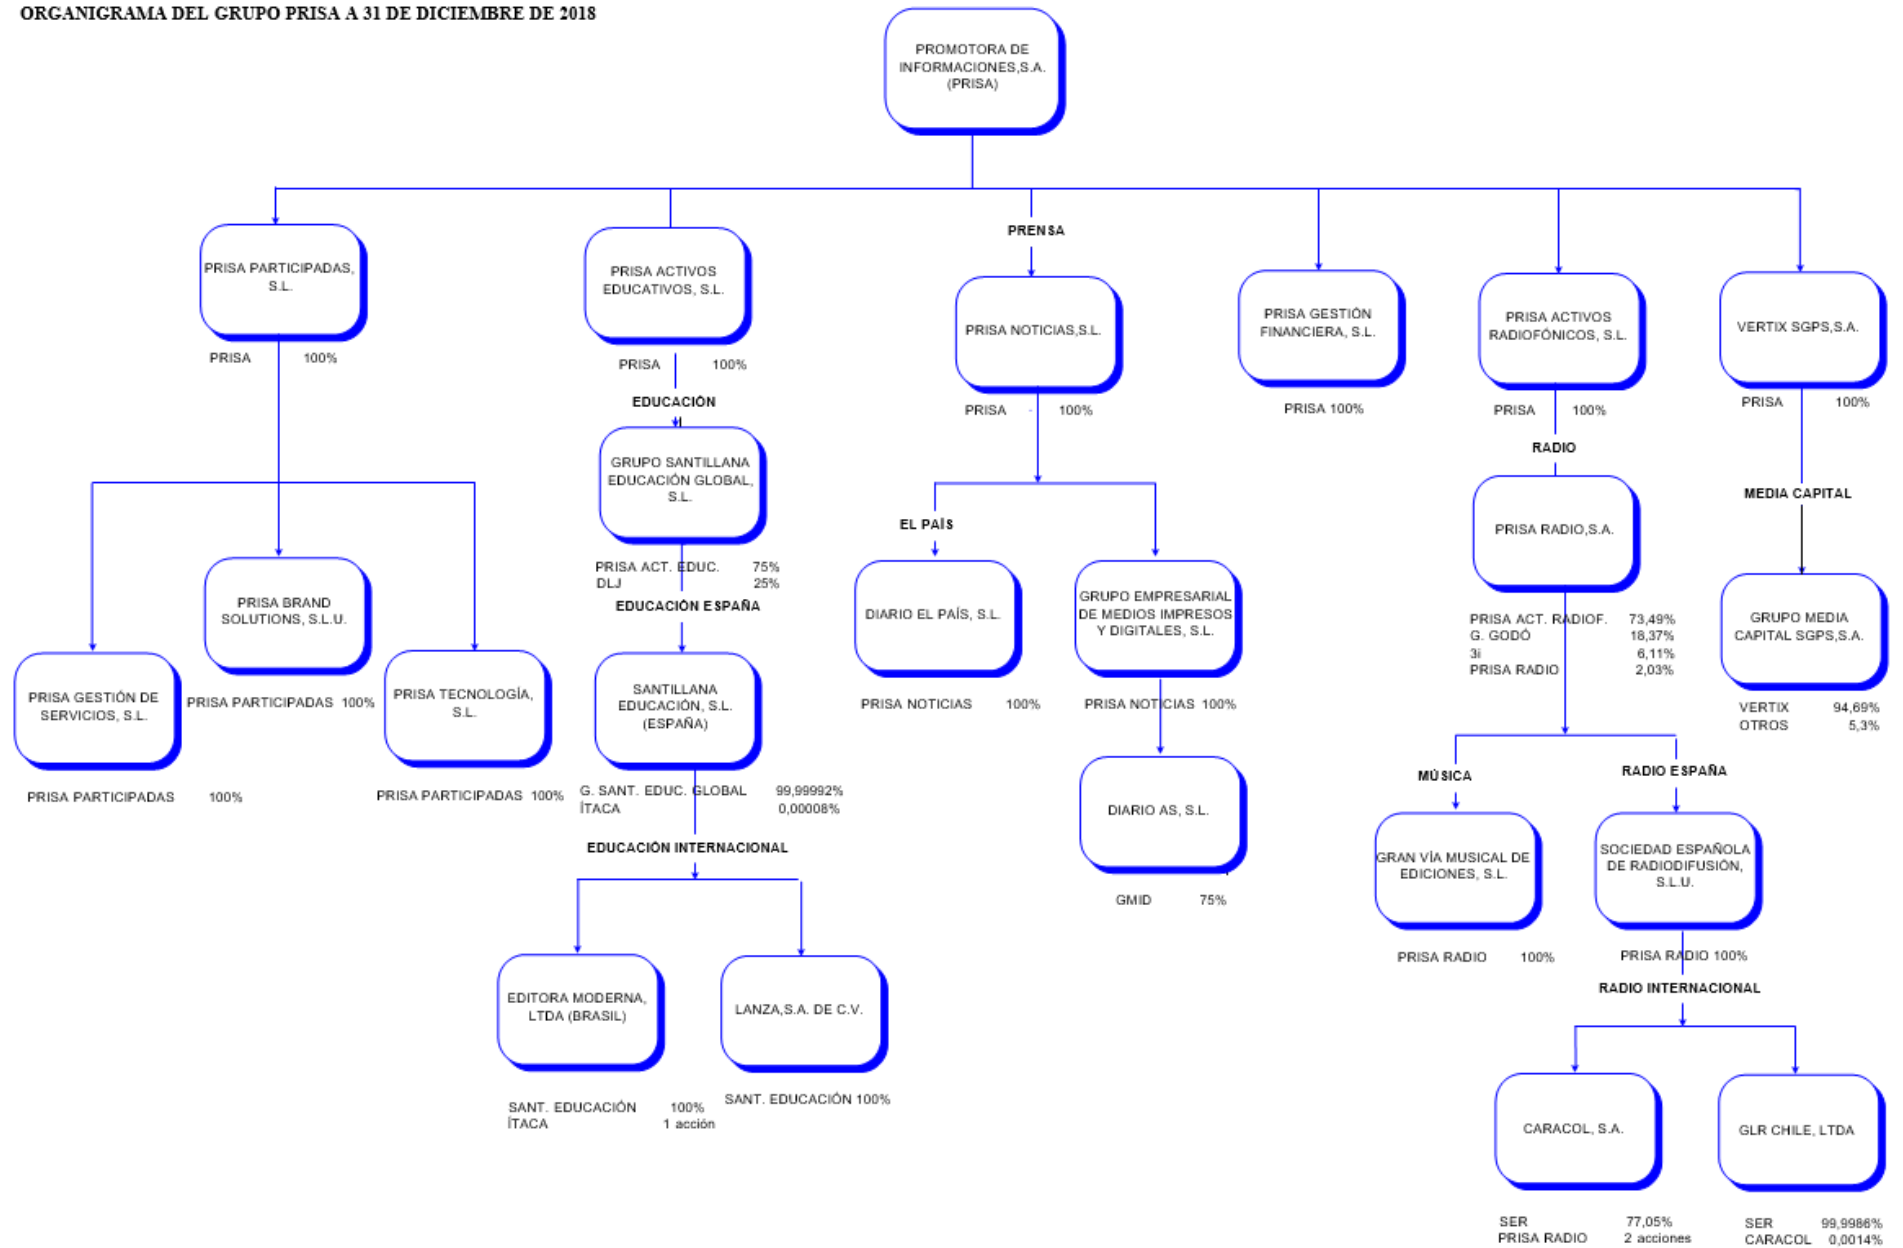 ORGANIGRAMA DEL GRUPO PRISA A 31 DE DICIEMBRE DE 2018
PROMOTORA DE
INFORMACIONES,S.A.
(PRISA)
PRISA PARTICIPADAS,
S.L.
PRISA 100%
PRISA ACTIVOS
EDUCATIVOS, S.L.
PRISA 100%
PRENSA
PRISA NOTICIAS,S.L.
PRISA 100%
PRISA GESTIÓN
FINANCIERA, S.L.
PRISA 100%
PRISA ACTIVOS
RADIOFÓNICOS, S.L.
PRISA 100%
VERTIX SGPS,S.A.
PRISA 100%
PRISA GESTIÓN DE
SERVICIOS, S.L.
PRISA PARTICIPADAS 100%
PRISA BRAND
SOLUTIONS, S.L.U.
PRISA PARTICIPADAS 100%
PRISA TECNOLOGÍA,
S.L.
PRISA PARTICIPADAS 100%
EDUCACIÓN
GRUPO SANTILLANA
EDUCACIÓN GLOBAL,
S.L.
PRISA ACT. EDUC. 75%
DLJ 25%
EDUCACIÓN ESPAÑA
SANTILLANA
EDUCACIÓN, S.L.
(ESPAÑA)
G. SANT. EDUC. GLOBAL 99,99992%
ÍTACA 0,00008%
EDUCACIÓN INTERNACIONAL
EDITORA MODERNA,
LTDA (BRASIL)
SANT. EDUCACIÓN 100%
ÍTACA 1 acción
LANZA,S.A. DE C.V.
SANT. EDUCACIÓN 100%
EL PAÍS
DIARIO EL PAÍS, S.L.
PRISA NOTICIAS 100%
GRUPO EMPRESARIAL
DE MEDIOS IMPRESOS
Y DIGITALES, S.L.
PRISA NOTICIAS 100%
DIARIO AS, S.L.
GMID 75%
RADIO
PRISA RADIO,S.A.
PRISA ACT. RADIOF. 73,49%
G. GODÓ 18,37%
3i 6,11%
PRISA RADIO 2,03%
MÚSICA
GRAN VÍA MUSICAL DE
EDICIONES, S.L.
PRISA RADIO 100%
RADIO ESPAÑA
SOCIEDAD ESPAÑOLA
DE RADIODIFUSIÓN,
S.L.U.
PRISA RADIO 100%
RADIO INTERNACIONAL
CARACOL, S.A.
SER 77,05%
PRISA RADIO 2 acciones
GLR CHILE, LTDA
SER 99,9986%
CARACOL 0,0014%
MEDIA CAPITAL
GRUPO MEDIA
CAPITAL SGPS,S.A.
VERTIX 94,69%
OTROS 5,3%